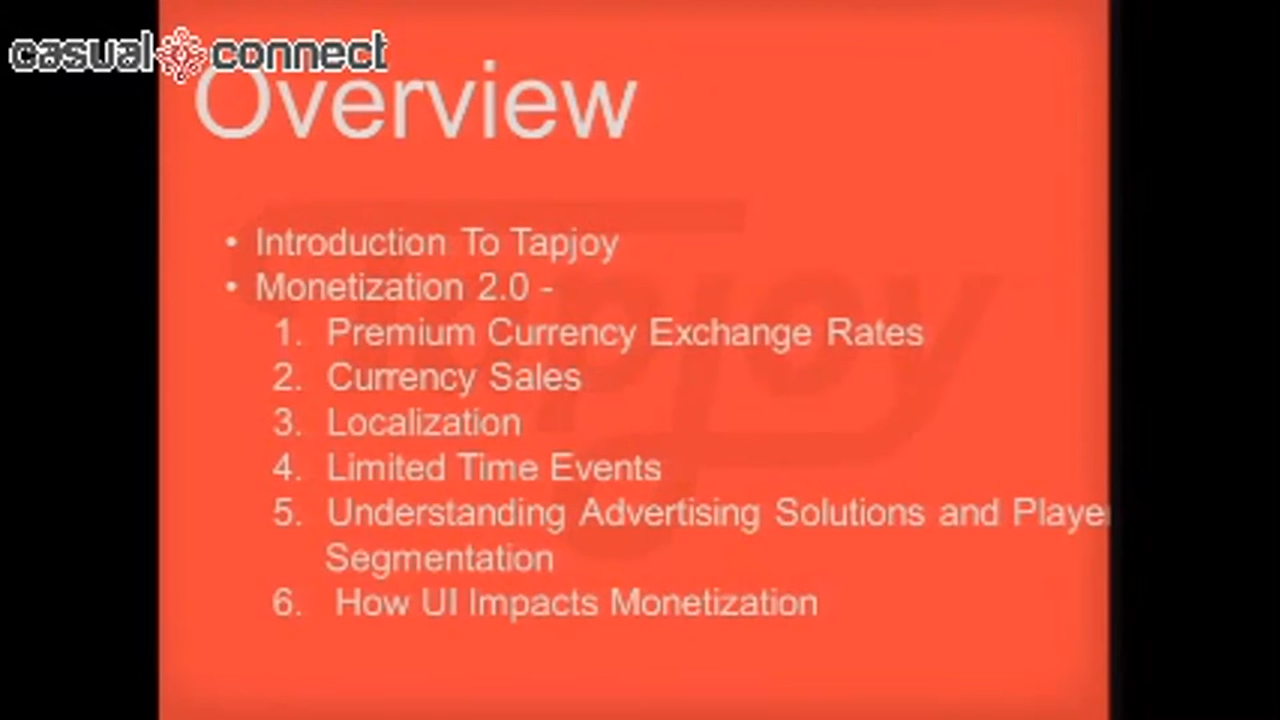 casual connect
Overview
• Introduction To Tapjoy
• Monetization 2.0 -
1. Premium Currency Exchange Rates
2. Currency Sales
3. Localization
4. Limited Time Events
5. Understanding Advertising Solutions and Player
Segmentation
6. How UI Impacts Monetization
Tapjoy